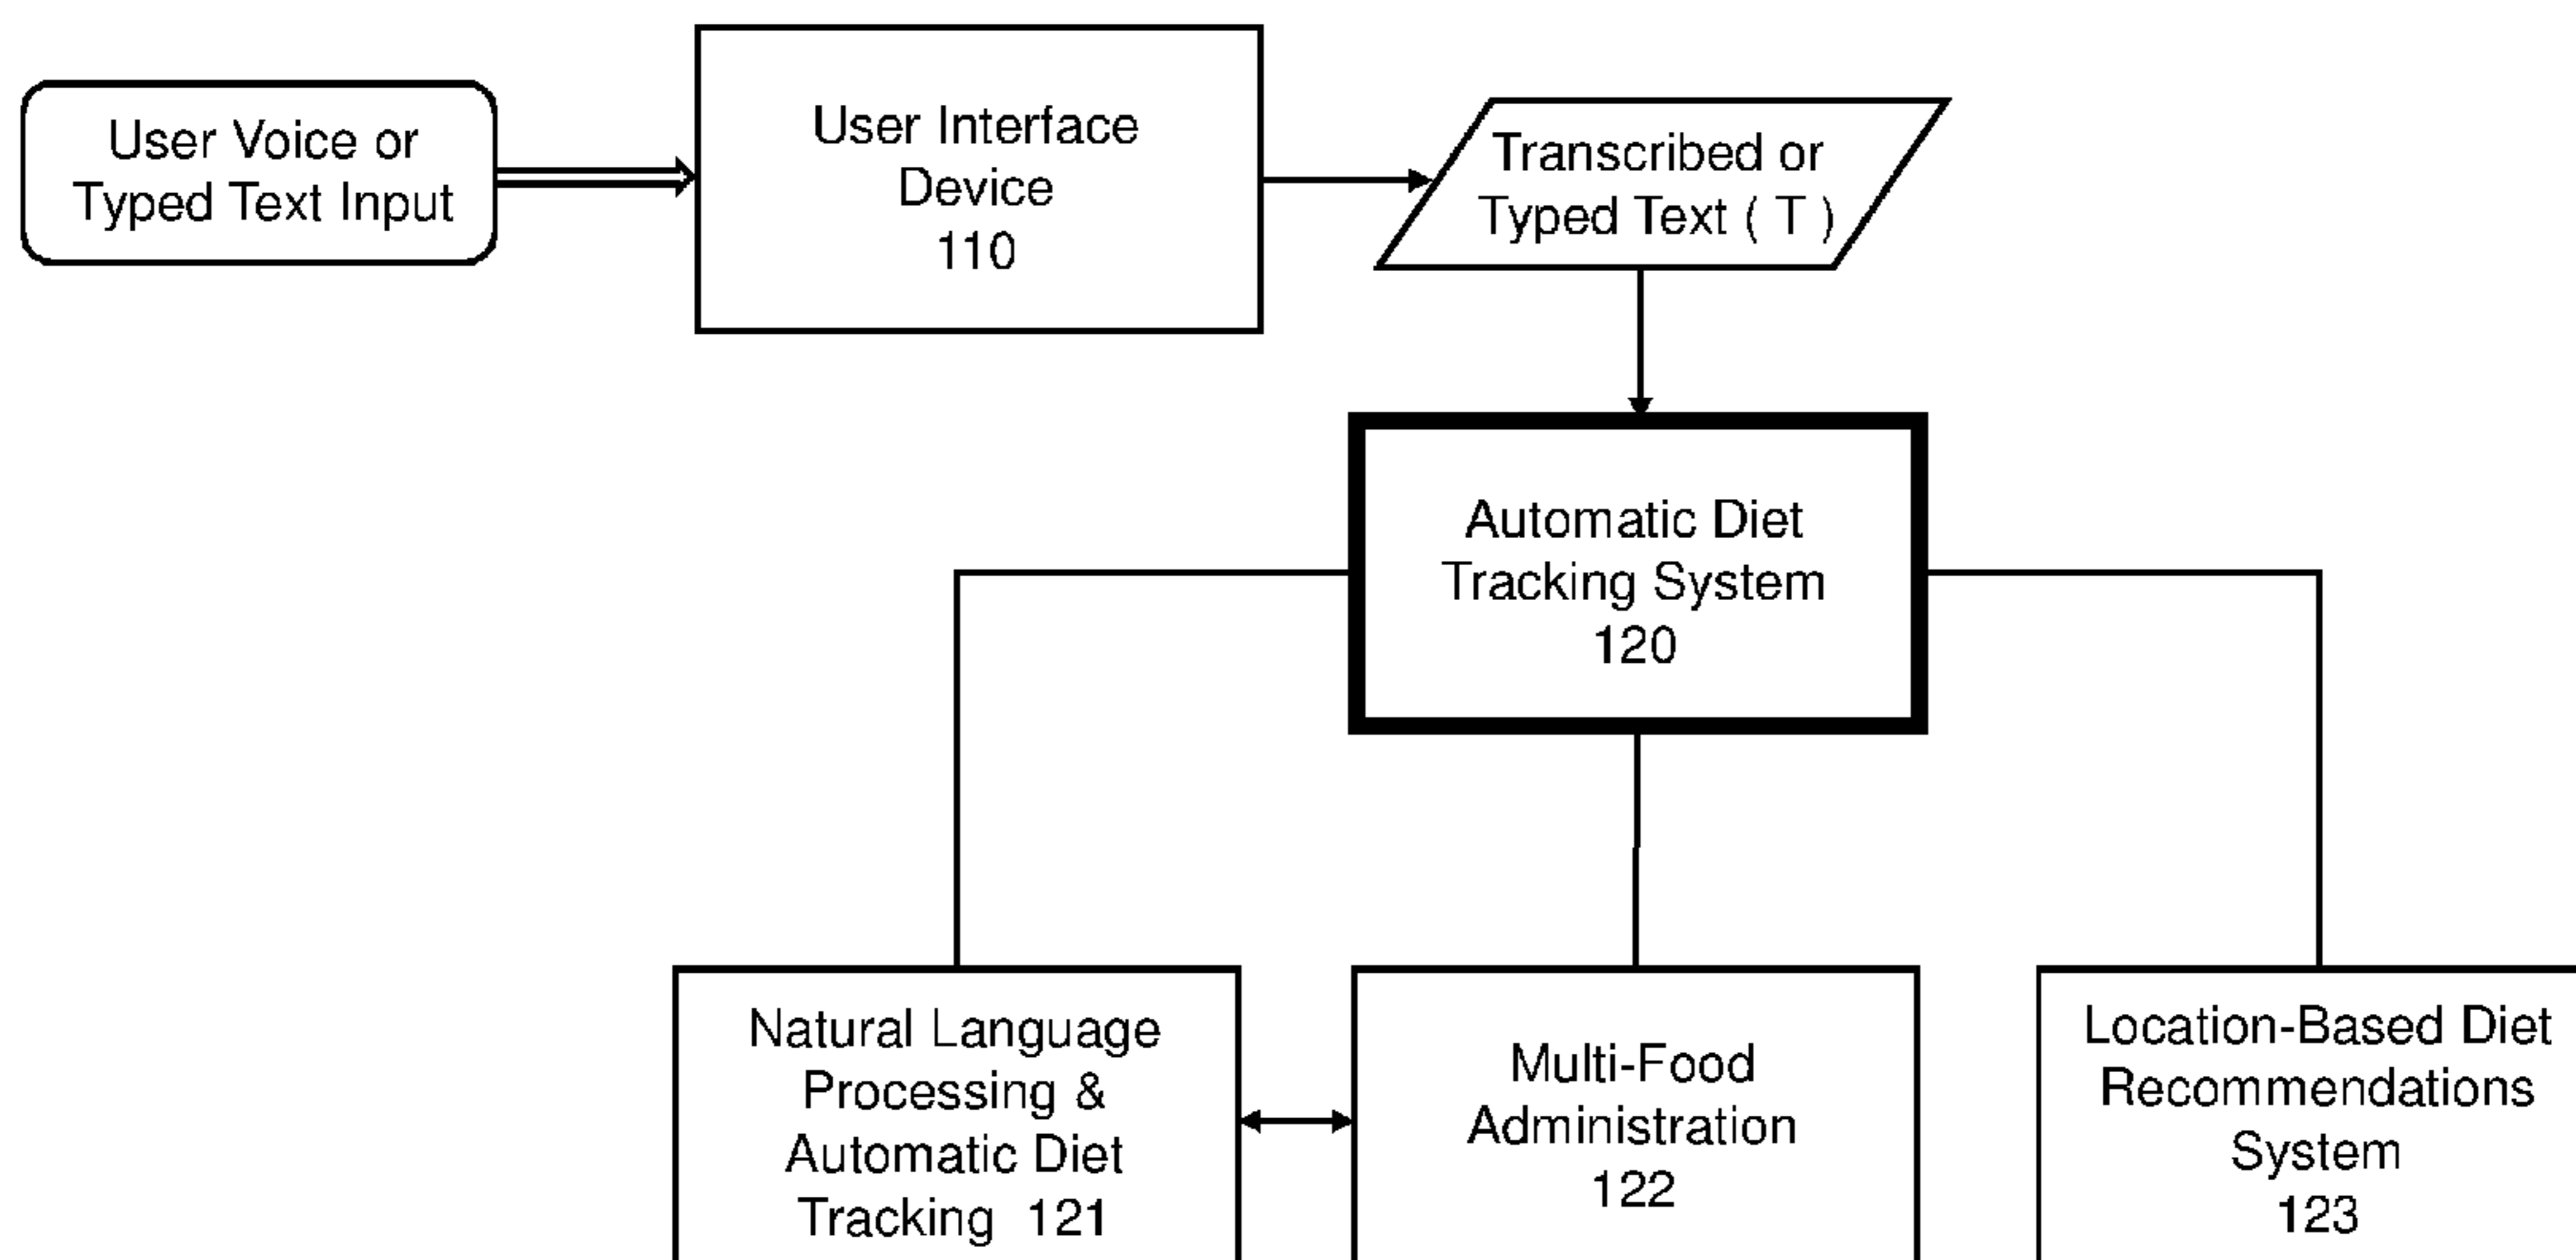 User Voice or
Typed Text Input
User Interface
Device
110
Transcribed or
Typed Text ( T )
Automatic Diet
Tracking System
120
Natural Language
Processing &
Automatic Diet
Tracking 121
Multi-Food
Administration
122
Location-Based Diet
Recommendations
System
123